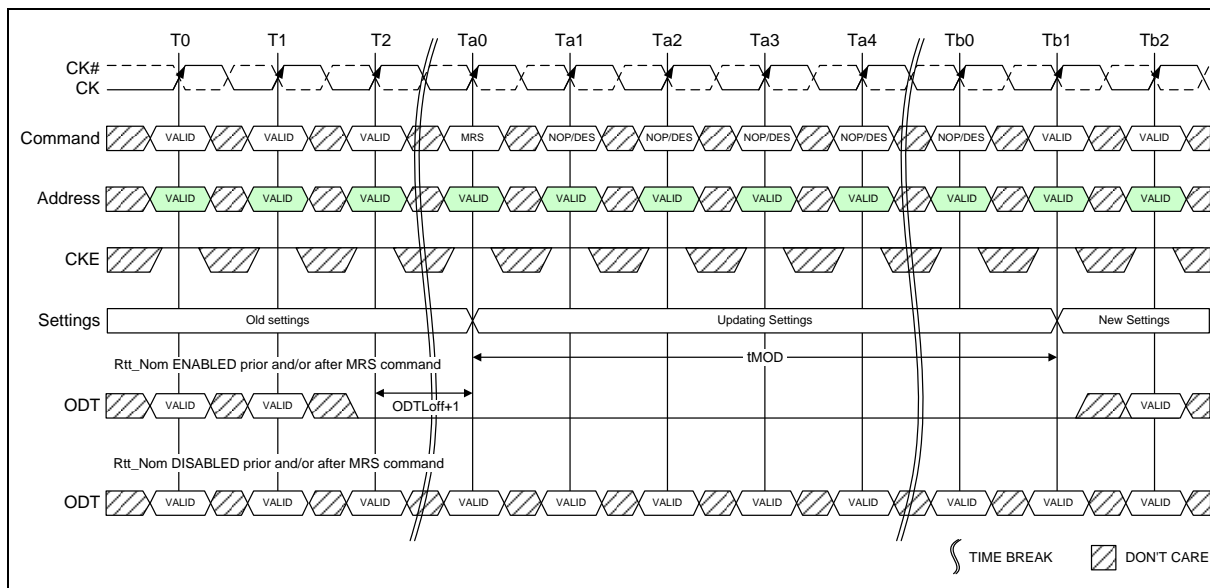 T0 T1 T2 Ta0 Ta1 Ta2 Ta3 Ta4 Tb0 Tb1 Tb2
CK#
CK
Command VALID VALID VALID MRS NOP/DES NOP/DES NOP/DES NOP/DES NOP/DES VALID VALID
Address VALID VALID VALID VALID VALID VALID VALID VALID VALID VALID VALID
CKE
Settings Old settings Updating Settings New Settings
tMOD
Rtt_Nom ENABLED prior and/or after MRS command
ODTLoff+1
ODT VALID VALID VALID
Rtt_Nom DISABLED prior and/or after MRS command
ODT VALID VALID VALID VALID VALID VALID VALID VALID VALID VALID VALID
TIME BREAK DON'T CARE